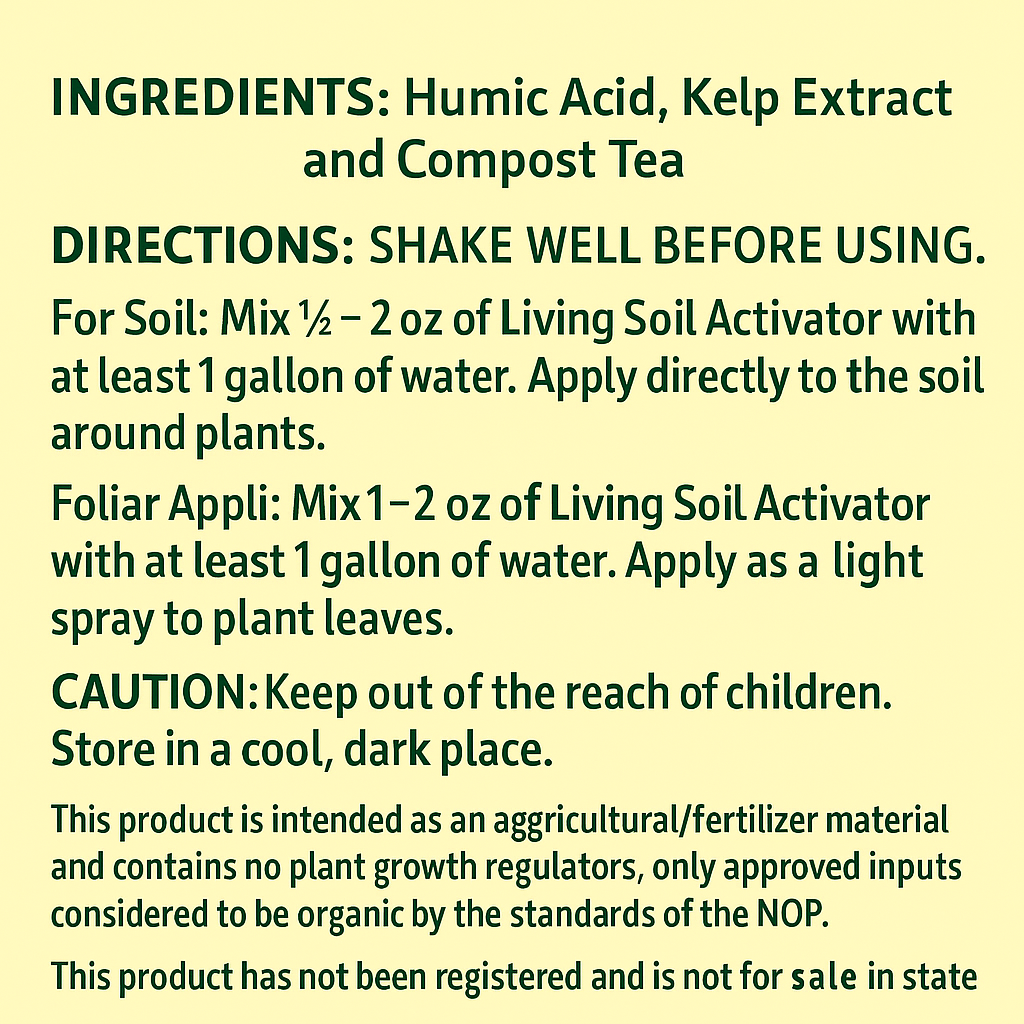 INGREDIENTS: Humic Acid, Kelp Extract
and Compost Tea
DIRECTIONS: SHAKE WELL BEFORE USING.
For Soil: Mix ½ – 2 oz of Living Soil Activator with
at least 1 gallon of water. Apply directly to the soil
around plants.
Foliar Appli: Mix 1–2 oz of Living Soil Activator
with at least 1 gallon of water. Apply as a light
spray to plant leaves.
CAUTION: Keep out of the reach of children.
Store in a cool, dark place.
This product is intended as an aggricultural/fertilizer material
and contains no plant growth regulators, only approved inputs
considered to be organic by the standards of the NOP.
This product has not been registered and is not for sale in state